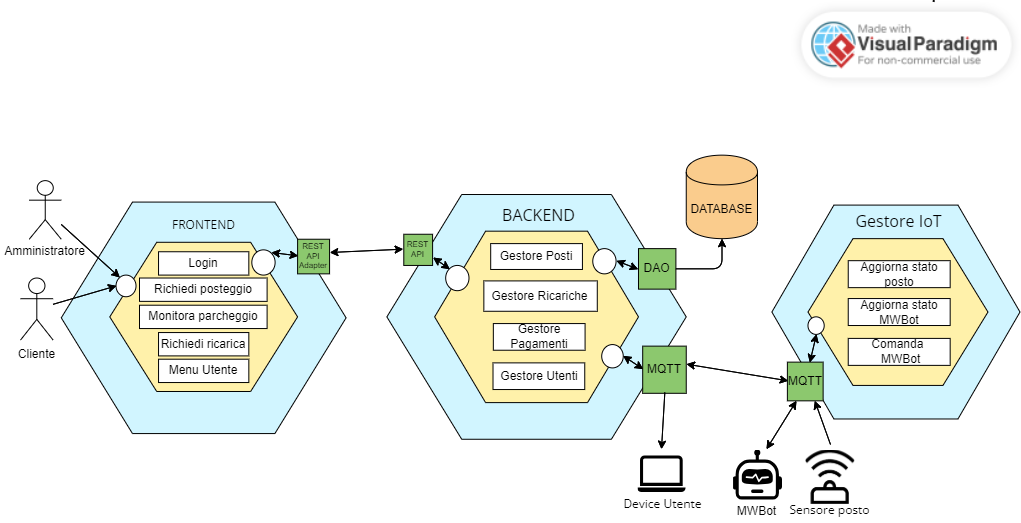 Made with
VisualParadigm
For non-commercial use
Amministratore
Cliente
FRONTEND
Login
Richiedi posteggio
Monitora parcheggio
Richiedi ricarica
Menu Utente
REST
API
Adapter
REST
API
BACKEND
Gestore Posti
Gestore Ricariche
Gestore
Pagamenti
Gestore Utenti
DAO
MQTT
DATABASE
Device Utente
Gestore IoT
Aggiorna stato
posto
Aggiorna stato
MWBot
Comanda
MWBot
MQTT
MWBot
Sensore posto